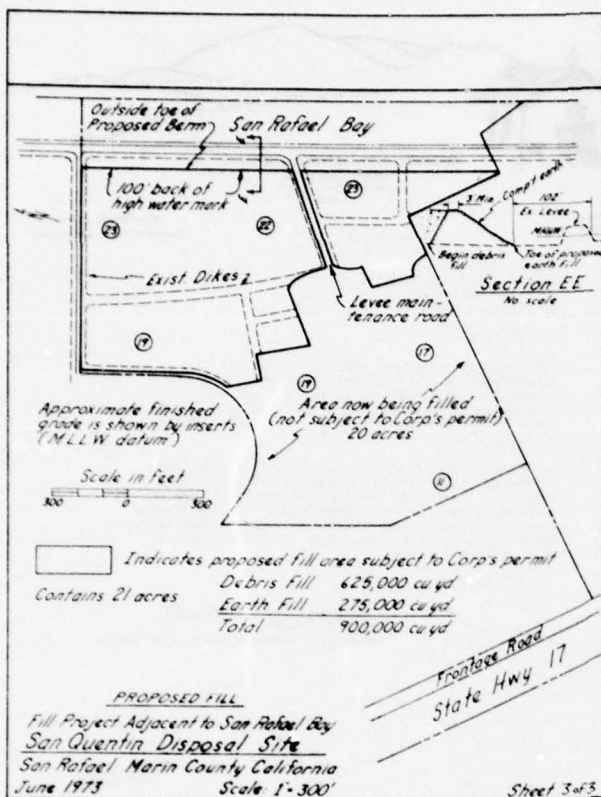 Outside toe of
Proposed Berm
San Rafael Bay
100' back of
high water mark
23
22
23
Exist. Dikes
Levee main-
tenance road
3' Min
Comp't earth
102'
Ex. Levee
MHHW
Begin debris
fill
Toe of proposed
earth fill
Section EE
No scale
19
19
17
11
Area now being filled
(not subject to Corp's permit)
20 acres
Approximate finished
grade is shown by inserts
(MLLW datum)
Scale in Feet
300 0 300
Indicates proposed fill area subject to Corp's permit
Contains 21 acres
Debris Fill 625,000 cu yd
Earth Fill 275,000 cu yd
Total 900,000 cu yd
Frontage Road
State Hwy 17
PROPOSED FILL
Fill Project Adjacent to San Rafael Bay
San Quentin Disposal Site
San Rafael Marin County California
June 1973 Scale: 1"=300' Sheet 3 of 3